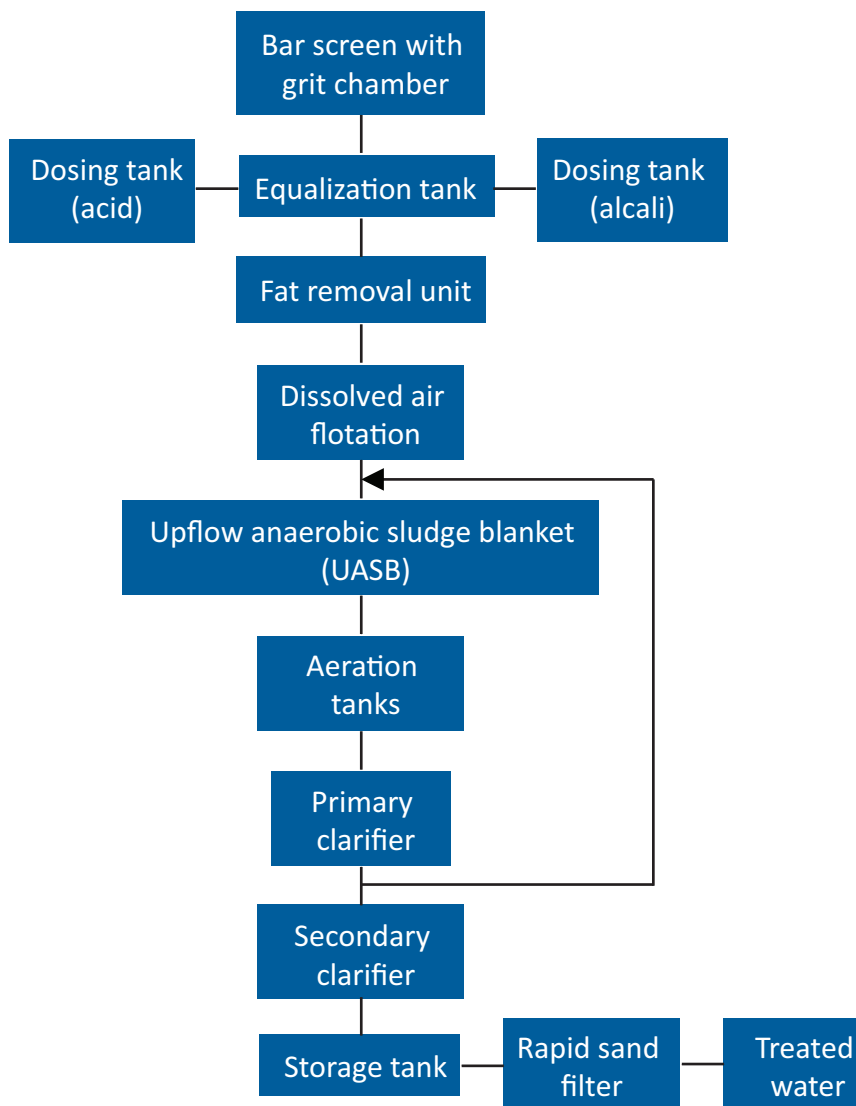 Bar screen with
grit chamber
Dosing tank
(acid)
Equalization tank
Dosing tank
(alcali)
Fat removal unit
Dissolved air
flotation
Upflow anaerobic sludge blanket
(UASB)
Aeration
tanks
Primary
clarifier
Secondary
clarifier
Storage tank
Rapid sand
filter
Treated
water